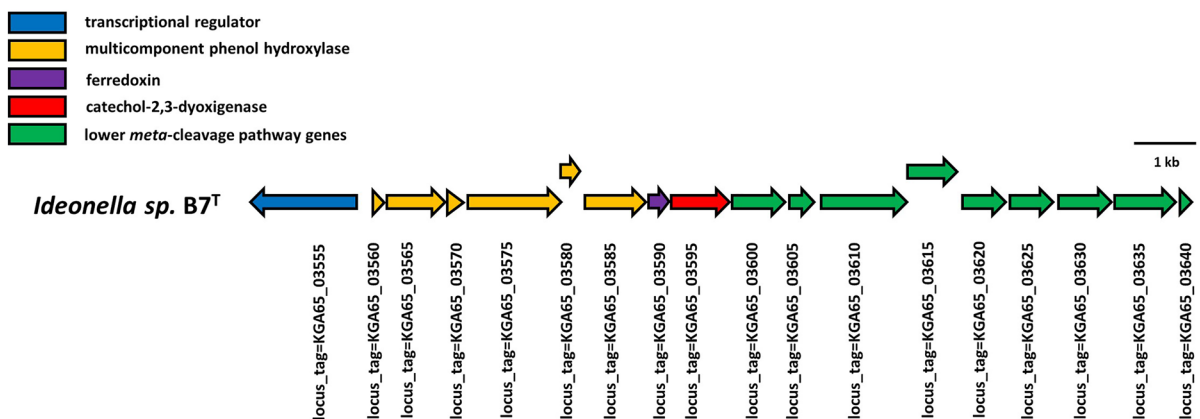 transcriptional regulator
multicomponent phenol hydroxylase
ferredoxin
catechol-2,3-dyoxigenase
lower meta-cleavage pathway genes
1 kb
Ideonella sp. B7T
locus_tag=KGA65_03555
locus_tag=KGA65_03560
locus_tag=KGA65_03565
locus_tag=KGA65_03570
locus_tag=KGA65_03575
locus_tag=KGA65_03580
locus_tag=KGA65_03585
locus_tag=KGA65_03590
locus_tag=KGA65_03595
locus_tag=KGA65_03600
locus_tag=KGA65_03605
locus_tag=KGA65_03610
locus_tag=KGA65_03615
locus_tag=KGA65_03620
locus_tag=KGA65_03625
locus_tag=KGA65_03630
locus_tag=KGA65_03635
locus_tag=KGA65_03640